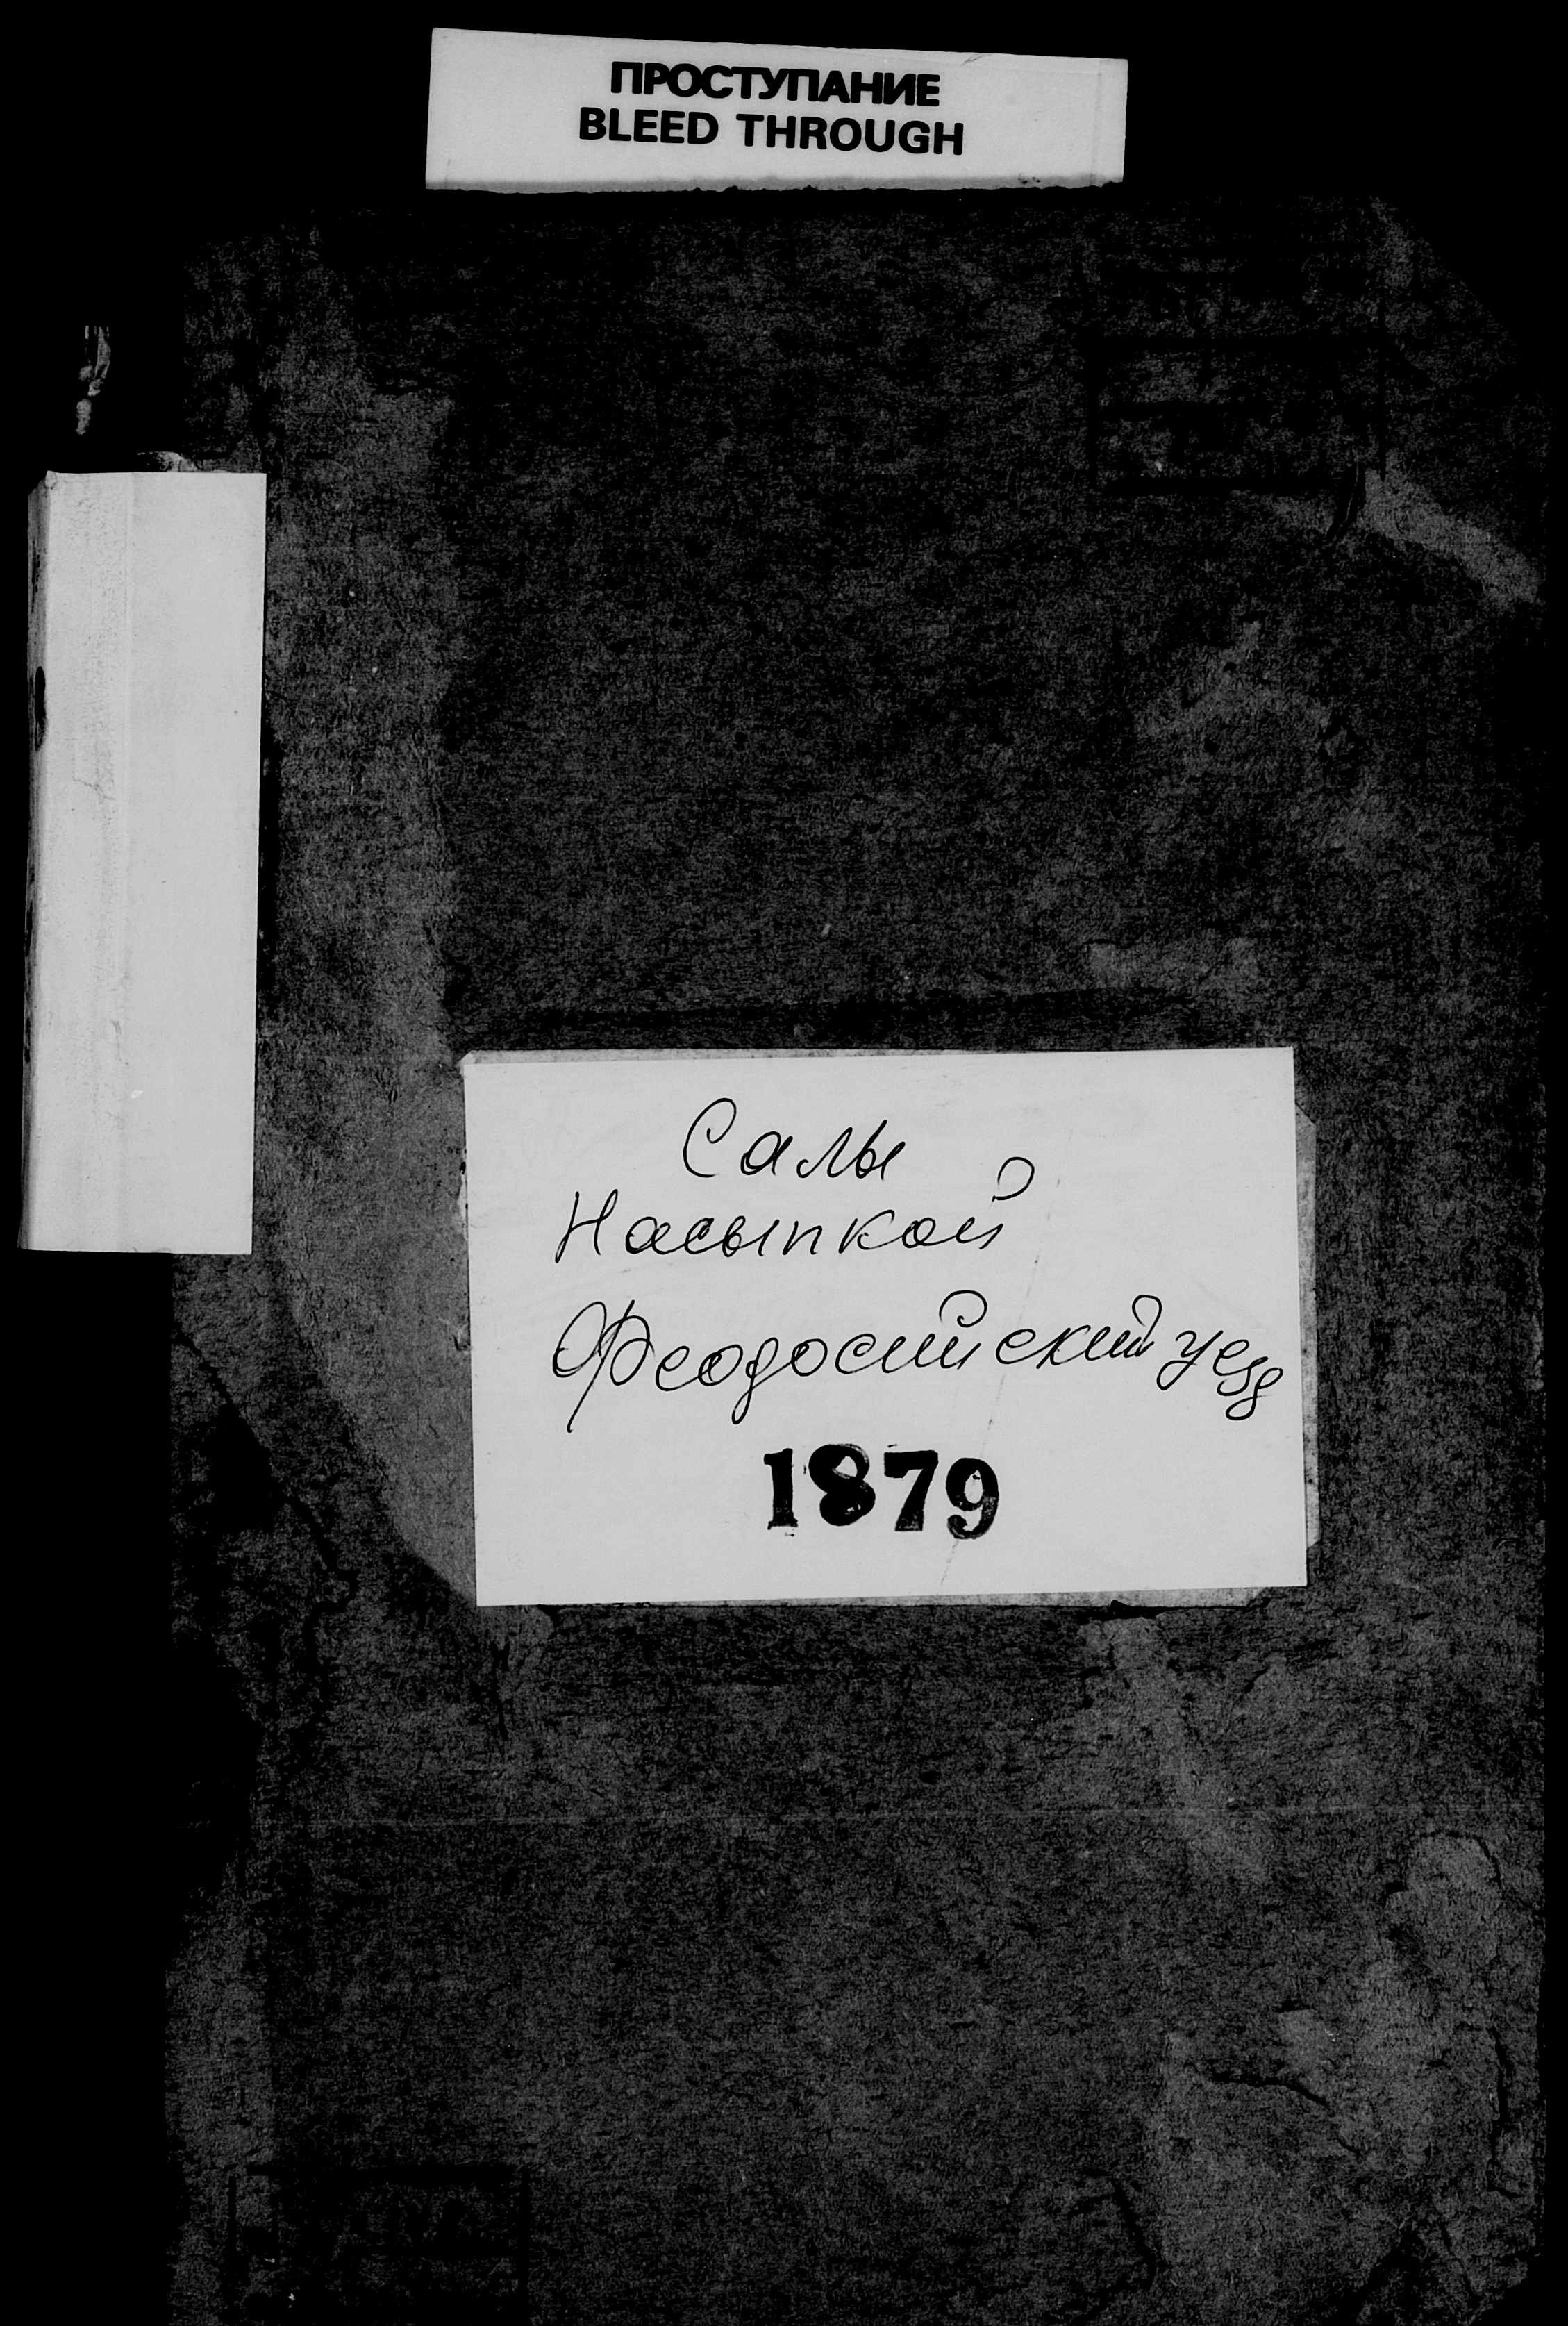 ПРОСТУПАНИЕ
BLEED THROUGH
Салы
Насыпкой
Феодосийский уезд
1879